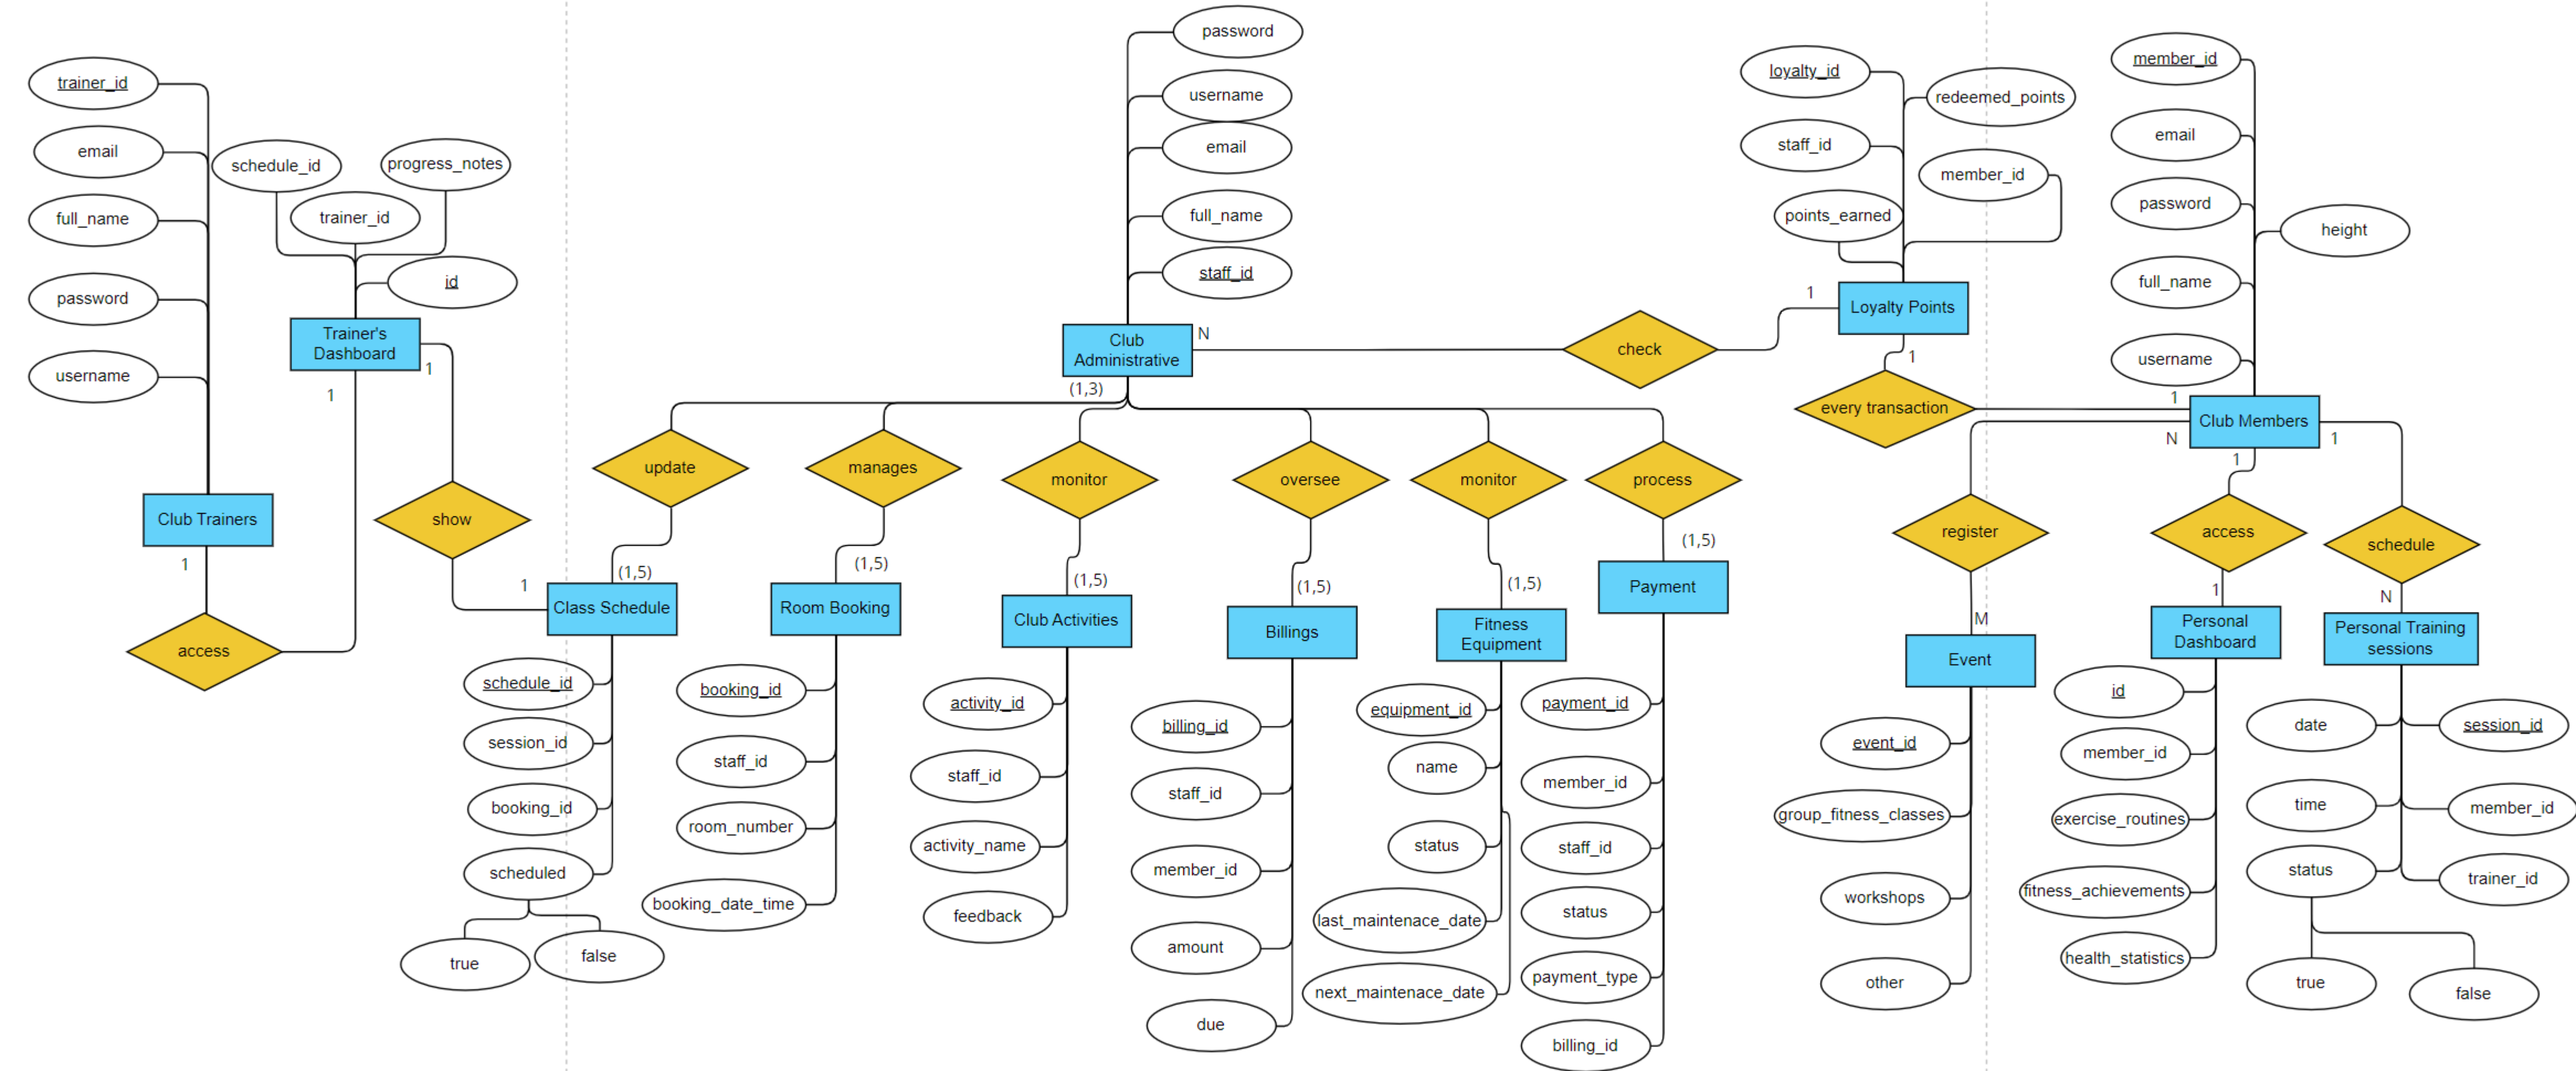 password
trainer_id
email
full_name
password
username
schedule_id
progress_notes
trainer_id
id
Trainer's
Dashboard
1
1
Club Trainers
1
access
show
1
username
email
full_name
staff_id
Club
Administrative
N
(1,3)
check
1
loyalty_id
redeemed_points
staff_id
member_id
points_earned
Loyalty Points
1
every transaction
1
member_id
email
password
height
full_name
username
Club Members
N
1
1
update
manages
monitor
oversee
monitor
process
register
access
schedule
(1,5)
(1,5)
(1,5)
(1,5)
(1,5)
(1,5)
M
1
N
Class Schedule
schedule_id
session_id
booking_id
scheduled
true
false
Room Booking
booking_id
staff_id
room_number
booking_date_time
Club Activities
activity_id
staff_id
activity_name
feedback
Billings
billing_id
staff_id
member_id
amount
due
Fitness
Equipment
equipment_id
name
status
last_maintenace_date
next_maintenace_date
Payment
payment_id
member_id
staff_id
status
payment_type
billing_id
Event
event_id
group_fitness_classes
workshops
other
Personal
Dashboard
id
member_id
exercise_routines
fitness_achievements
health_statistics
Personal Training
sessions
date
session_id
time
member_id
status
trainer_id
true
false